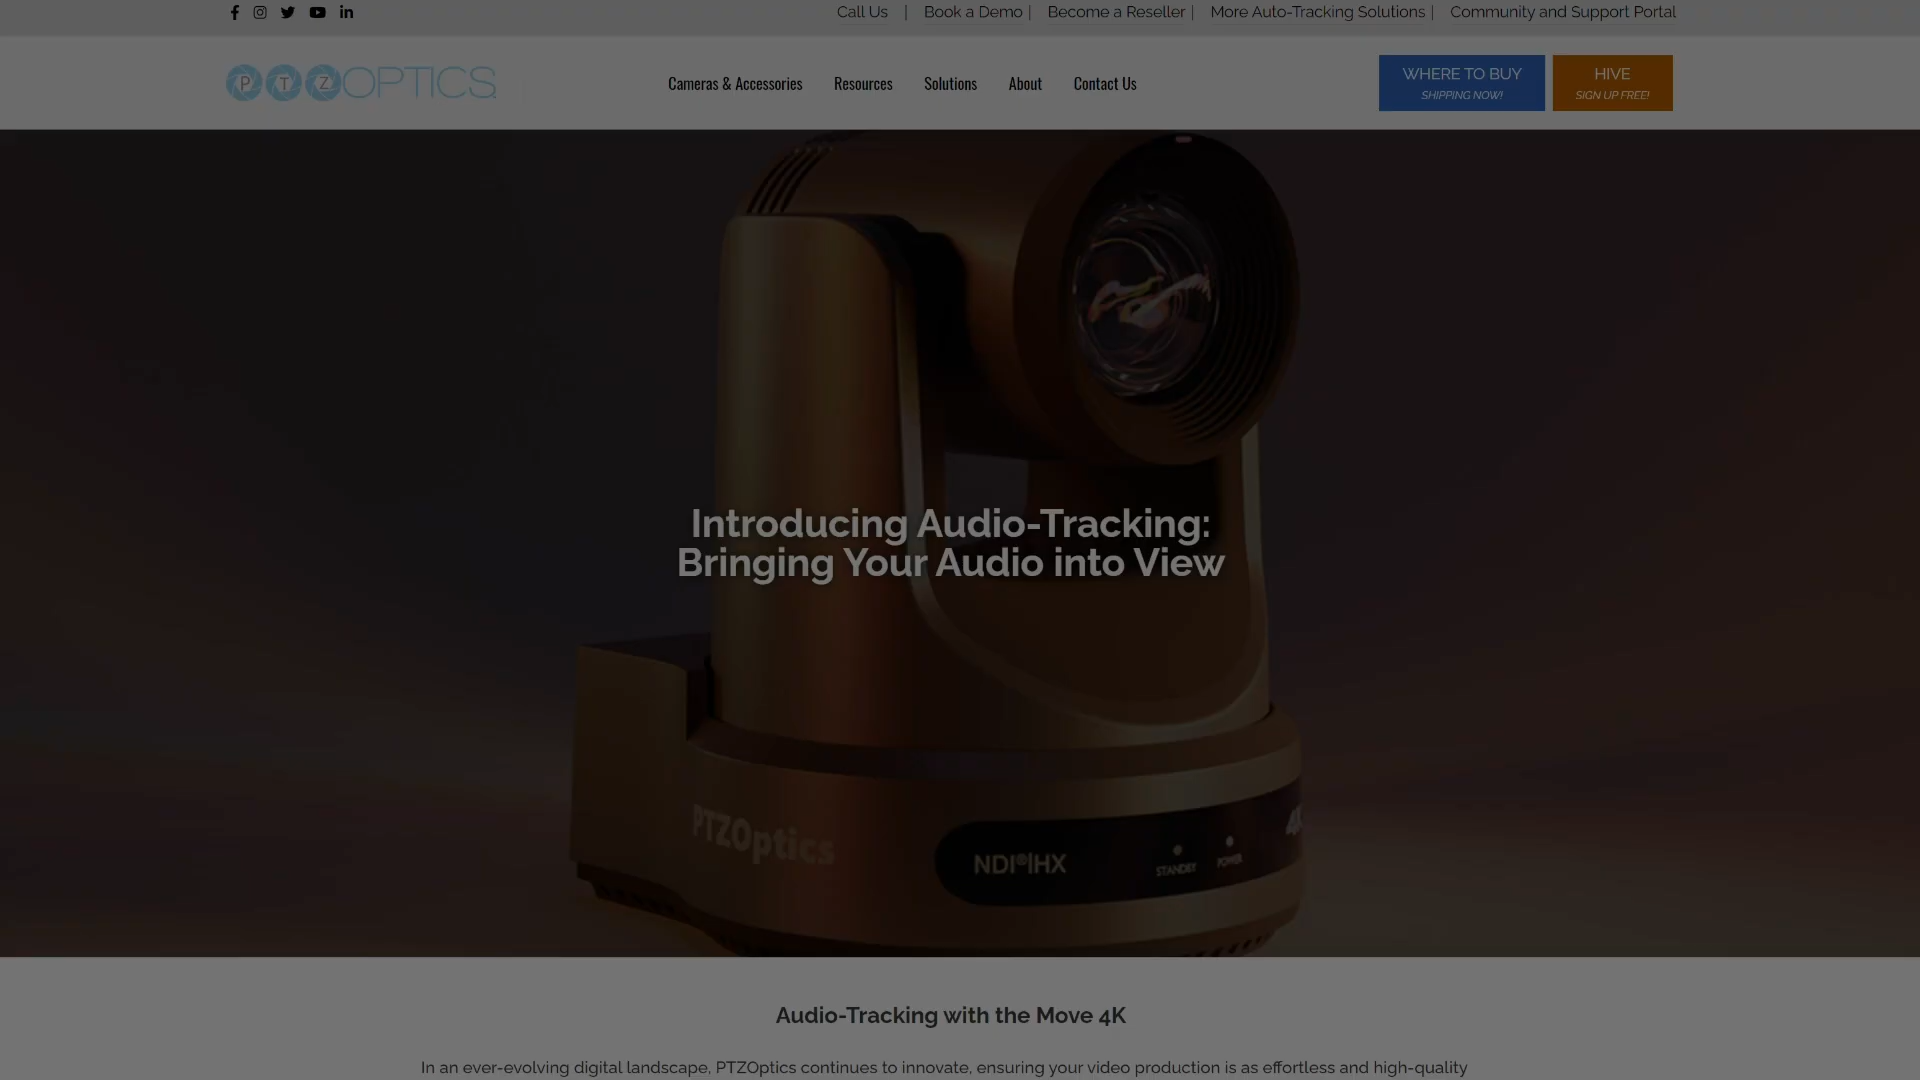 Call Us | Book a Demo | Become a Reseller | More Auto-Tracking Solutions | Community and Support Portal
PTZOPTICS
Cameras & Accessories Resources Solutions About Contact Us
WHERE TO BUY
SHIPPING NOW!
HIVE
SIGN UP FREE!
Introducing Audio-Tracking:
Bringing Your Audio into View
PTZOptics
NDI®|HX
STANDBY
POWER
4K
Audio-Tracking with the Move 4K
In an ever-evolving digital landscape, PTZOptics continues to innovate, ensuring your video production is as effortless and high-quality